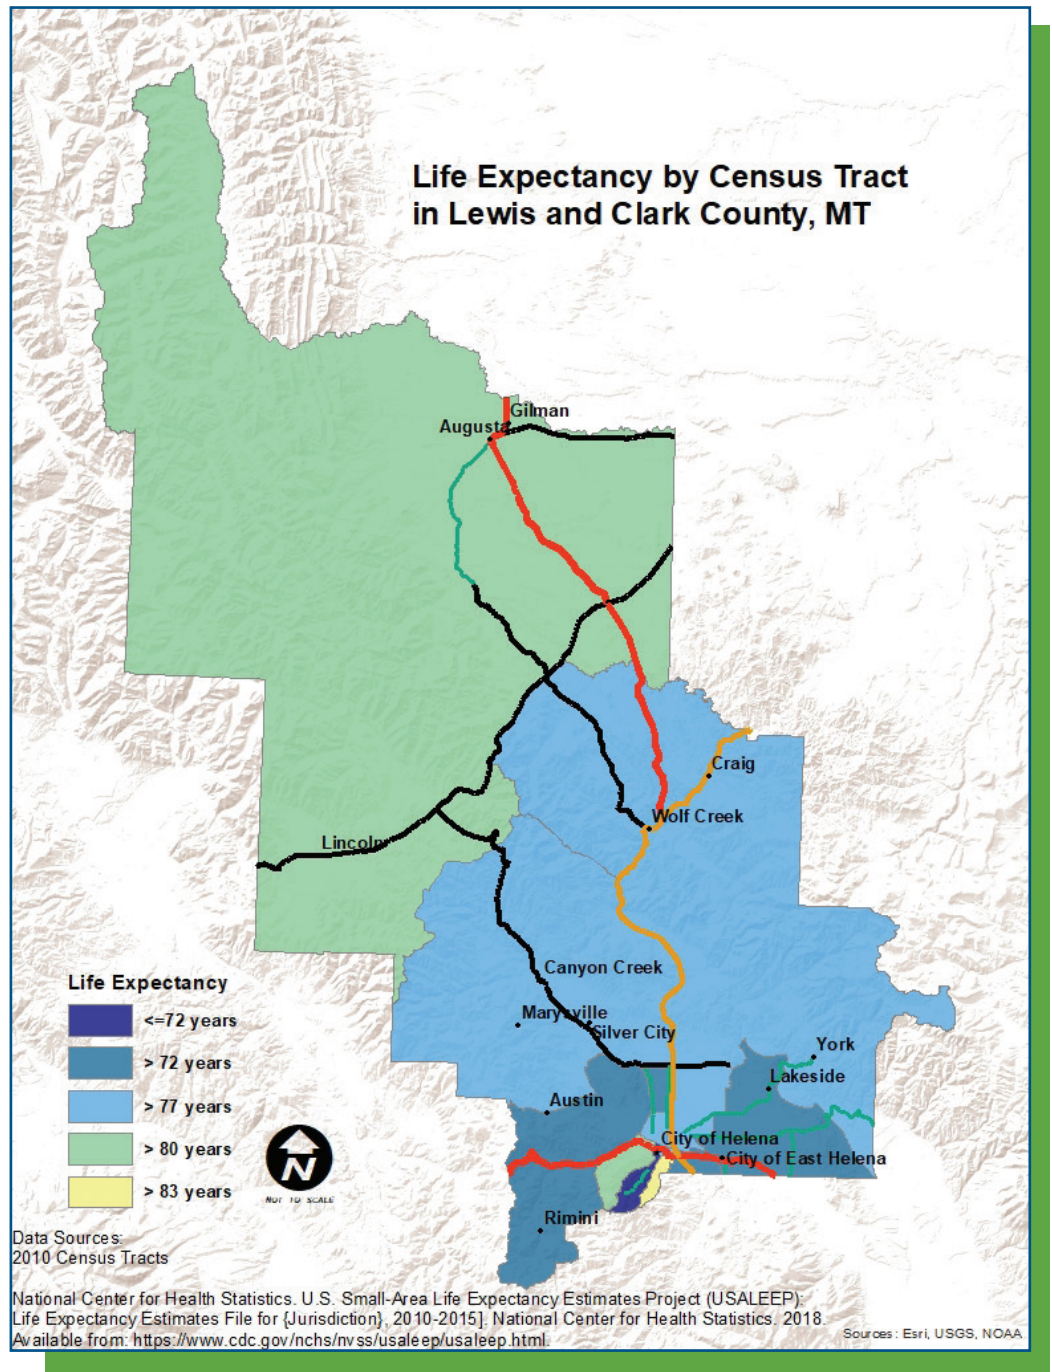 Life Expectancy by Census Tract
in Lewis and Clark County, MT
Gilman
Augusta
Craig
Wolf Creek
Lincoln
Canyon Creek
Marysville
Silver City
York
Lakeside
Austin
City of Helena
City of East Helena
Rimini
Life Expectancy
<=72 years
> 72 years
> 77 years
> 80 years
> 83 years
N
NOT TO SCALE
Data Sources:
2010 Census Tracts
National Center for Health Statistics. U.S. Small-Area Life Expectancy Estimates Project (USALEEP):
Life Expectancy Estimates File for {Jurisdiction}, 2010-2015]. National Center for Health Statistics. 2018.
Available from: https://www.cdc.gov/nchs/nvss/usaleep/usaleep.html.
Sources: Esri, USGS, NOAA